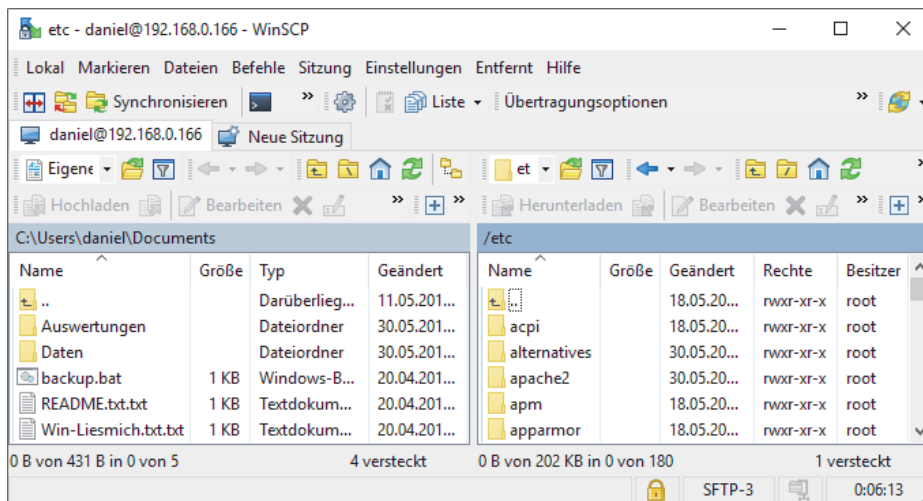 etc - daniel@192.168.0.166 - WinSCP
Lokal Markieren Dateien Befehle Sitzung Einstellungen Entfernt Hilfe
Synchronisieren » Liste Übertragungsoptionen »
daniel@192.168.0.166 Neue Sitzung
Eigene et »
Hochladen Bearbeiten » » Herunterladen Bearbeiten » »
C:\Users\daniel\Documents /etc
Name Größe Typ Geändert Name Größe Geändert Rechte Besitzer
.. Darüberlieg... 11.05.201... .. 18.05.20... rwxr-xr-x root
Auswertungen Dateiordner 30.05.201... acpi 18.05.20... rwxr-xr-x root
Daten Dateiordner 30.05.201... alternatives 30.05.20... rwxr-xr-x root
backup.bat 1 KB Windows-B... 20.04.201... apache2 30.05.20... rwxr-xr-x root
README.txt.txt 1 KB Textdokum... 20.04.201... apm 18.05.20... rwxr-xr-x root
Win-Liesmich.txt.txt 1 KB Textdokum... 20.04.201... apparmor 18.05.20... rwxr-xr-x root
0 B von 431 B in 0 von 5 4 versteckt 0 B von 202 KB in 0 von 180 1 versteckt
SFTP-3 0:06:13